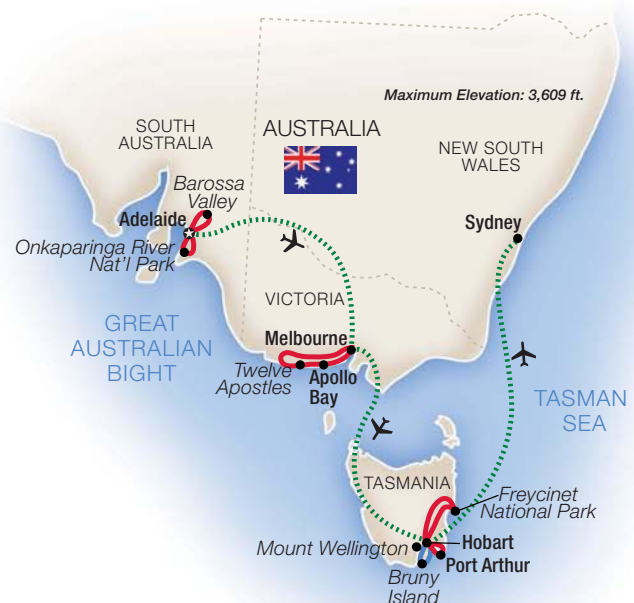 Maximum Elevation: 3,609 ft.
SOUTH
AUSTRALIA
AUSTRALIA
NEW SOUTH
WALES
Barossa
Valley
Adelaide
Sydney
Onkaparinga River
Nat'l Park
VICTORIA
GREAT
AUSTRALIAN
BIGHT
Melbourne
Twelve
Apostles
Apollo
Bay
TASMAN
SEA
TASMANIA
Freycinet
National Park
Mount Wellington
Hobart
Port Arthur
Bruny
Island